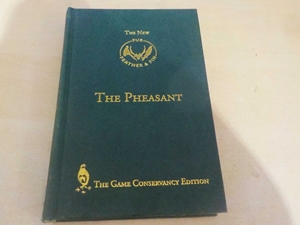 THE NEW
FUR
FEATHER & FIN
THE PHEASANT
THE GAME CONSERVANCY EDITION